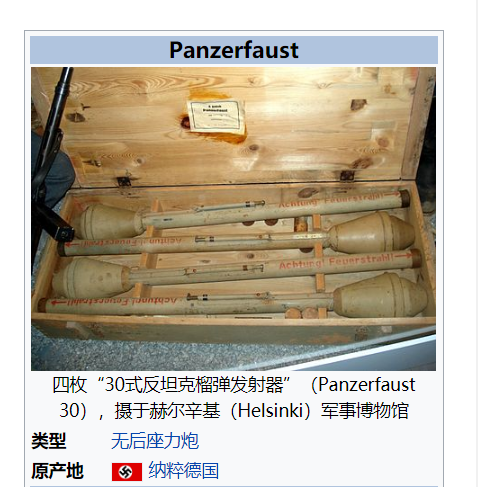 Panzerfaust
Achtung! Feuerstrahl!
Achtung! Feuerstrahl!
Achtung! Feuerstrahl!
Achtung! Feuerstrahl!
四枚“30式反坦克榴弹发射器”（Panzerfaust
30），摄于赫尔辛基（Helsinki）军事博物馆
类型 无后座力炮
原产地 纳粹德国